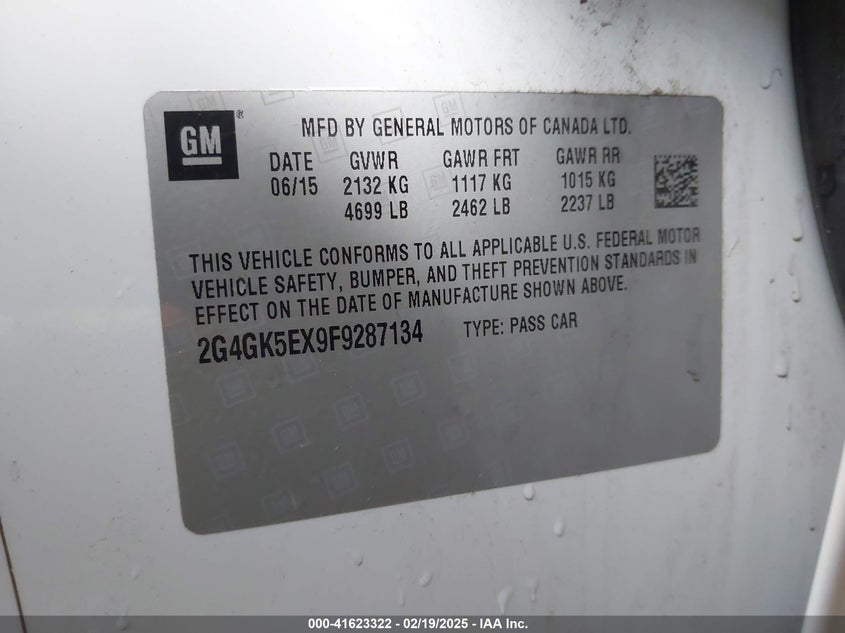 GM ®
MFD BY GENERAL MOTORS OF CANADA LTD.
DATE GVWR GAWR FRT GAWR RR
06/15 2132 KG 1117 KG 1015 KG
4699 LB 2462 LB 2237 LB
THIS VEHICLE CONFORMS TO ALL APPLICABLE U.S. FEDERAL MOTOR
VEHICLE SAFETY, BUMPER, AND THEFT PREVENTION STANDARDS IN
EFFECT ON THE DATE OF MANUFACTURE SHOWN ABOVE.
2G4GK5EX9F9287134 TYPE: PASS CAR
000-41623322 - 02/19/2025 - IAA Inc.